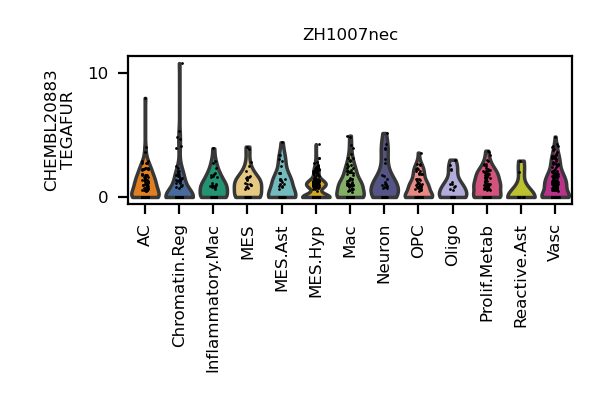 ZH1007nec
CHEMBL20883
TEGAFUR
10
0
AC
Chromatin.Reg
Inflammatory.Mac
MES
MES.Ast
MES.Hyp
Mac
Neuron
OPC
Oligo
Prolif.Metab
Reactive.Ast
Vasc